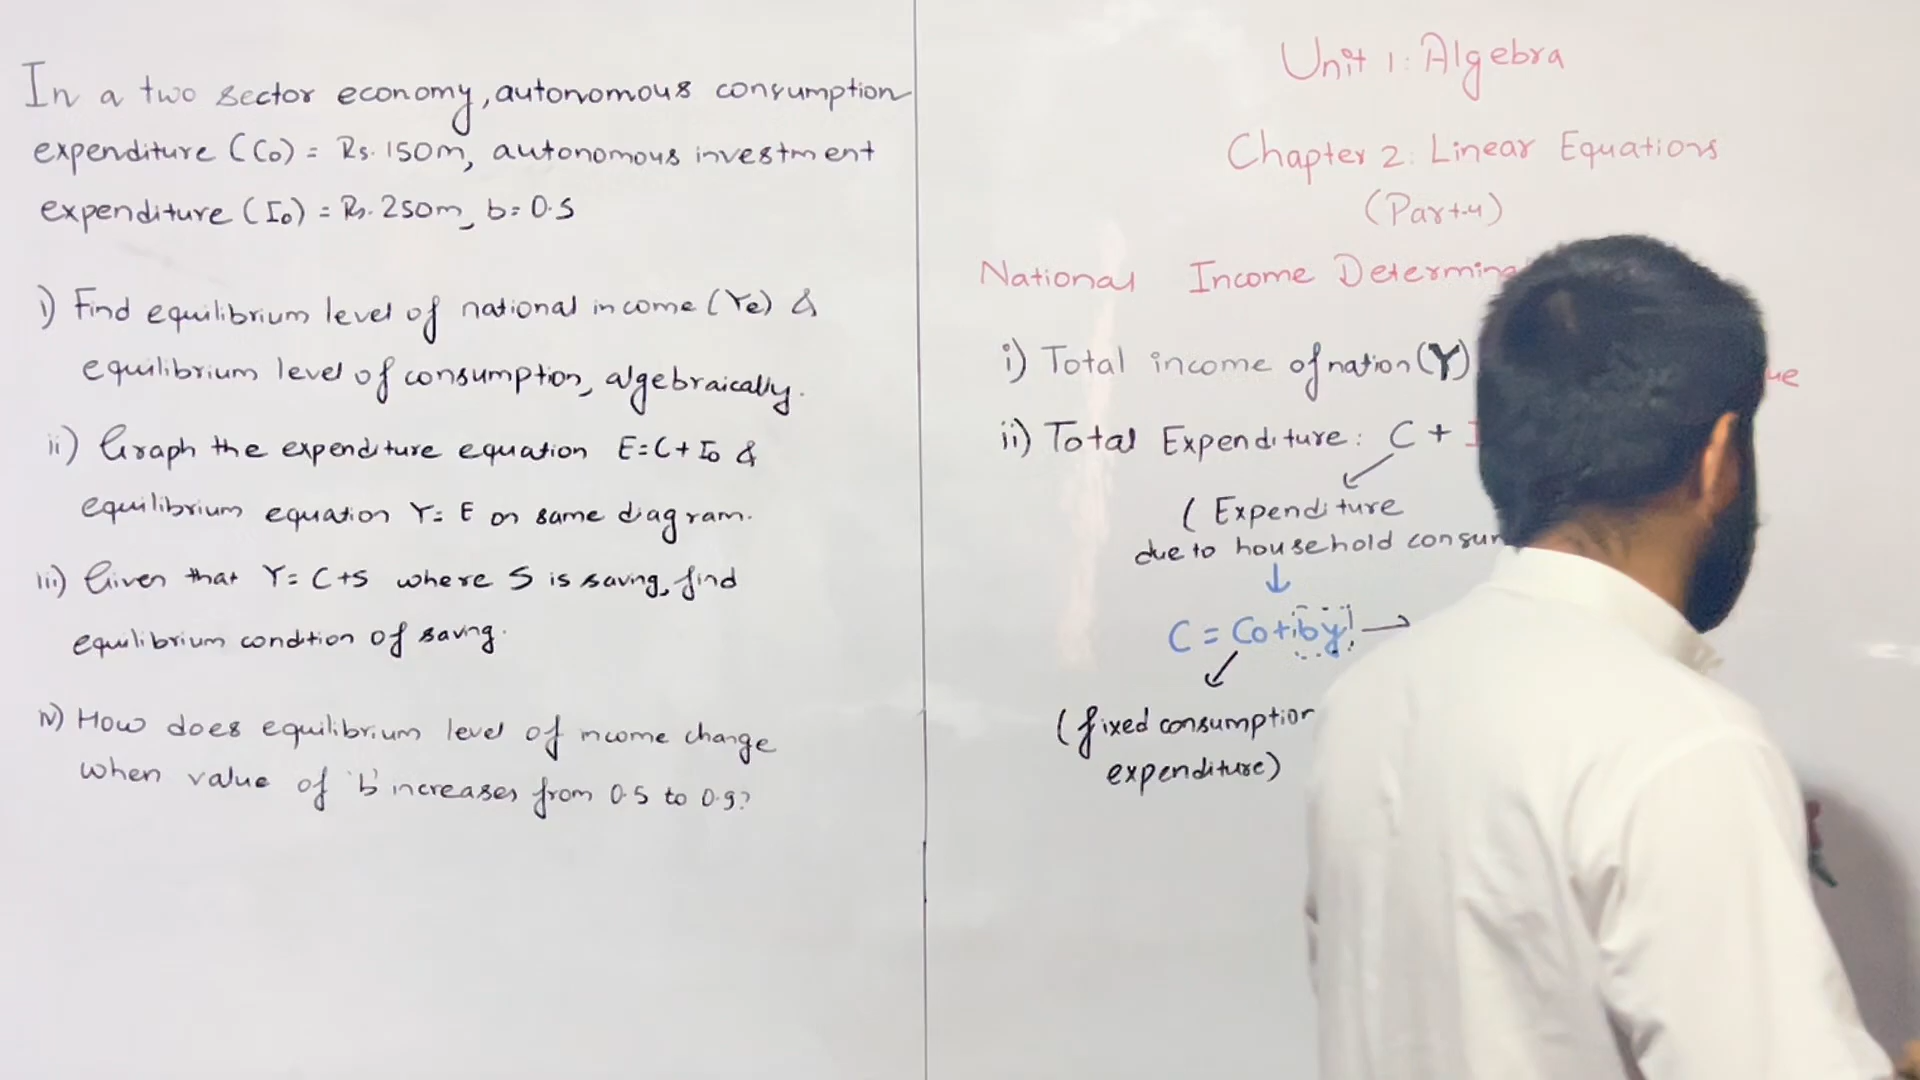 In a two sector economy, autonomous consumption
expenditure (Co) = Rs. 150m, autonomous investment
expenditure (Io) = Rs. 250m, b = 0.5
i) Find equilibrium level of national income (Ye) &
equilibrium level of consumption, algebraically.
ii) Graph the expenditure equation E=C+Io &
equilibrium equation Y= E on same diagram.
iii) Given that Y= C+S where S is saving, find
equilibrium condition of saving.
iv) How does equilibrium level of income change
when value of 'b' increases from 0.5 to 0.9?
Unit 1: Algebra
Chapter 2: Linear Equations
(Part-4)
National Income
i) Total income of nation (Y)
ii) Total Expenditure: C +
( Expenditure
due to household
C = Co+by
(fixed consumption
expenditure)